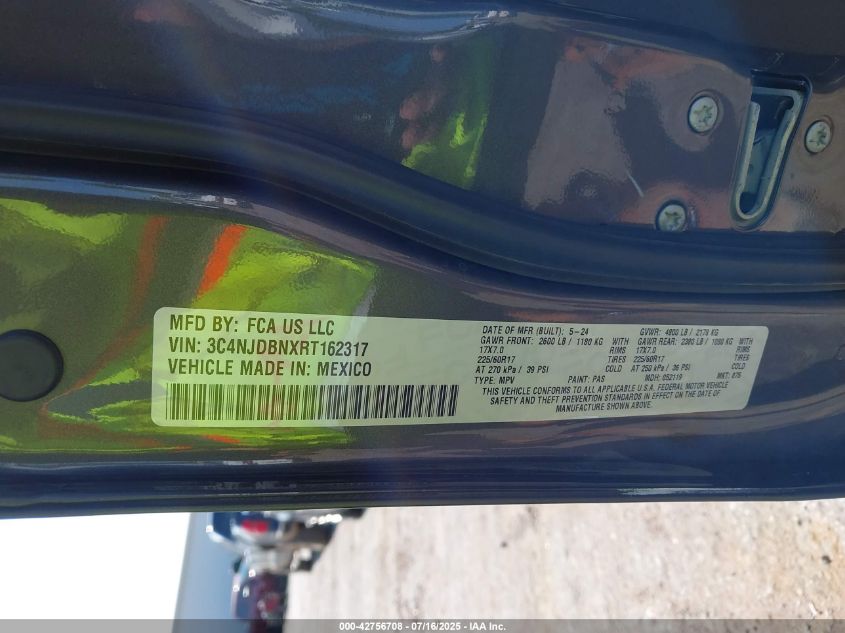 MFD BY: FCA US LLC
VIN: 3C4NJDBNXRT162317
VEHICLE MADE IN: MEXICO
DATE OF MFR (BUILT): 5-24 GVWR: 4800 LB / 2178 KG
GAWR FRONT: 2600 LB / 1180 KG WITH GAWR REAR: 2380 LB / 1080 KG WITH
17X7.0 RIMS 17X7.0 RIMS
225/60R17 TIRES 225/60R17 TIRES
AT 270 kPa / 39 PSI COLD AT 250 kPa / 36 PSI COLD
TYPE: MPV PAINT: PAS MDH: 052119 MKT: 675
THIS VEHICLE CONFORMS TO ALL APPLICABLE U.S.A. FEDERAL MOTOR VEHICLE
SAFETY AND THEFT PREVENTION STANDARDS IN EFFECT ON THE DATE OF
MANUFACTURE SHOWN ABOVE.
000-42756708 - 07/16/2025 - IAA Inc.